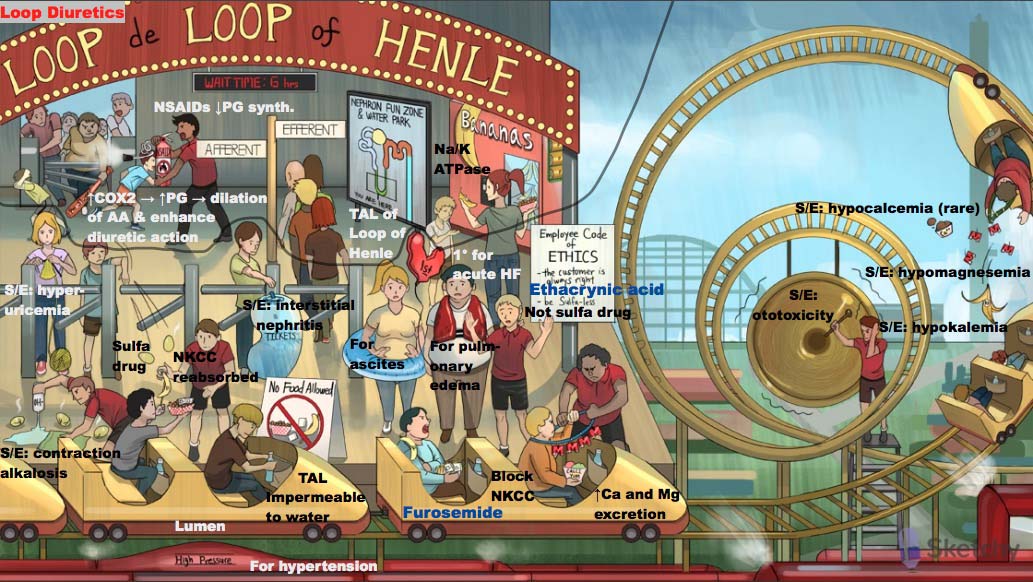 Loop Diuretics
LOOP de LOOP of HENLE
WAIT TIME: 6 hrs
NSAIDs ↓PG synth.
EFFERENT
AFFERENT
NEPHRON FUN ZONE
& WATER PARK
YOU ARE HERE
Bananas
Na/K
ATPase
↑COX2 → ↑PG → dilation
of AA & enhance
diuretic action
TAL of
Loop of
Henle
1st
1° for
acute HF
Employee Code
of
ETHICS
- the customer is
always right
- be Sulfa-less
Ethacrynic acid
Not sulfa drug
S/E: hypocalcemia (rare)
S/E: hypomagnesemia
S/E: hypokalemia
S/E:
ototoxicity
S/E: hyper-
uricemia
S/E: interstitial
nephritis
TICKETS
Sulfa
drug
NKCC
reabsorbed
For
ascites
For pulm-
onary
edema
No Food Allowed
S/E: contraction
alkalosis
TAL
Impermeable
to water
Block
NKCC
↑Ca and Mg
excretion
Furosemide
Lumen
High Pressure
For hypertension
Sketchy